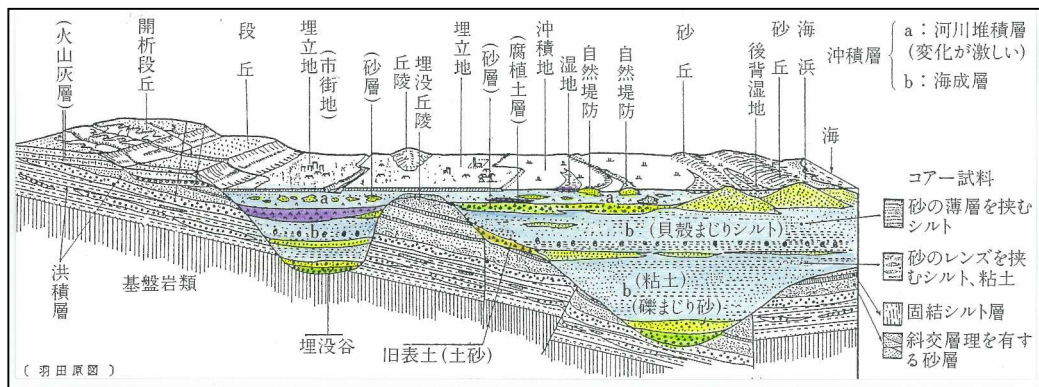 (火山灰層)
開析段丘
段丘
埋立地
(市街地)
(砂層)
丘陵
埋没丘陵
埋立地
(砂層)
(腐植土層)
沖積地
湿地
自然堤防
自然堤防
砂丘
後背湿地
砂丘
海浜
海
沖積層
a:河川堆積層
(変化が激しい)
b:海成層
a
a
b
b (貝殻まじりシルト)
(粘土)
b
(礫まじり砂)
洪積層
基盤岩類
埋没谷
旧表土(土砂)
コアー試料
砂の薄層を挟む
シルト
砂のレンズを挟
むシルト、粘土
固結シルト層
斜交層理を有す
る砂層
〔羽田原図〕